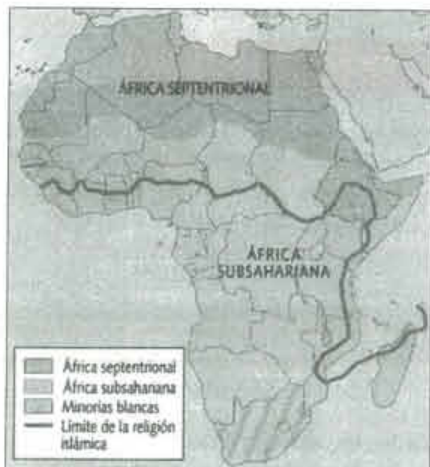 ÁFRICA SEPTENTRIONAL
ÁFRICA
SUBSAHARIANA
África septentrional
África subsahariana
Minorías blancas
Límite de la religión
islámica